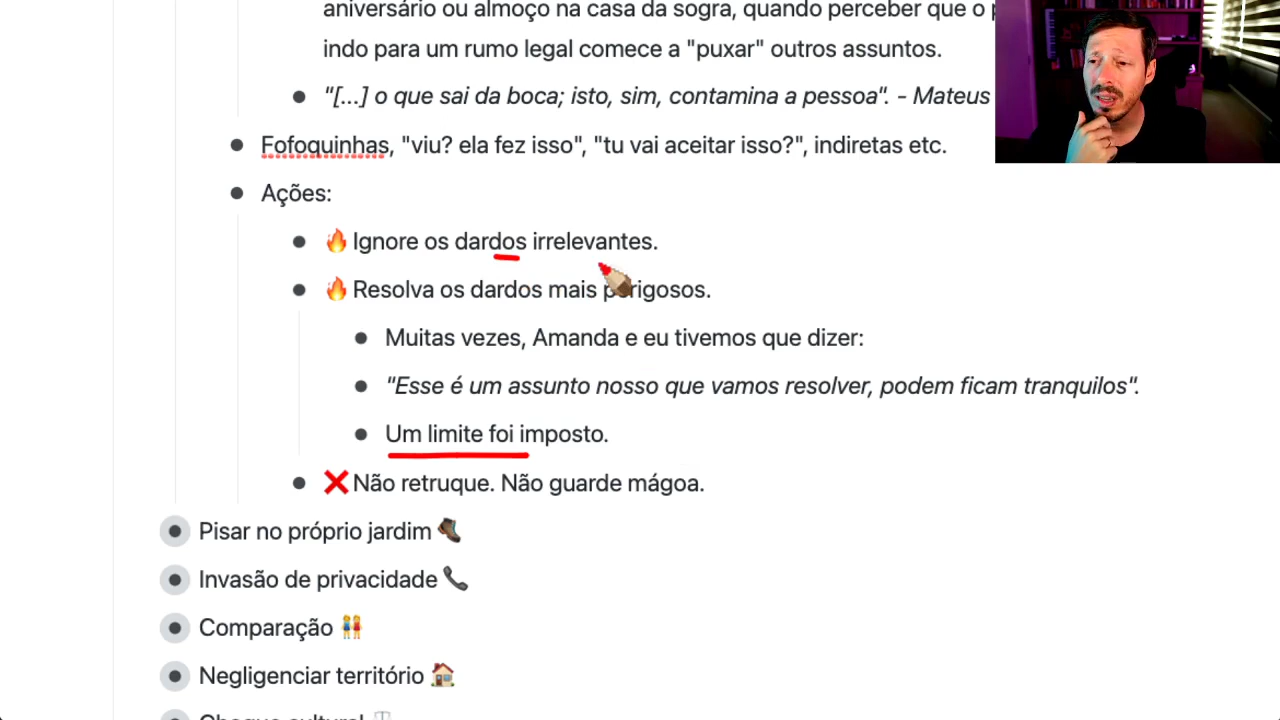 aniversário ou almoço na casa da sogra, quando perceber que o
indo para um rumo legal comece a "puxar" outros assuntos.
"[...] o que sai da boca; isto, sim, contamina a pessoa". - Mateus
Fofoquinhas, "viu? ela fez isso", "tu vai aceitar isso?", indiretas etc.
Ações:
🔥Ignore os dardos irrelevantes.
🔥Resolva os dardos mais perigosos.
Muitas vezes, Amanda e eu tivemos que dizer:
"Esse é um assunto nosso que vamos resolver, podem ficam tranquilos".
Um limite foi imposto.
❌Não retruque. Não guarde mágoa.
Pisar no próprio jardim 🥾
Invasão de privacidade 📞
Comparação 👭
Negligenciar território 🏠